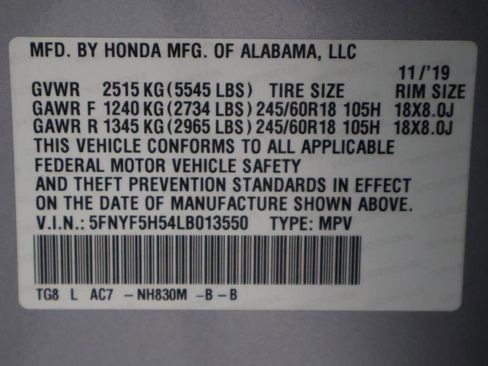 MFD. BY HONDA MFG. OF ALABAMA, LLC
11/'19
GVWR 2515 KG (5545 LBS) TIRE SIZE RIM SIZE
GAWR F 1240 KG (2734 LBS) 245/60R18 105H 18X8.0J
GAWR R 1345 KG (2965 LBS) 245/60R18 105H 18X8.0J
THIS VEHICLE CONFORMS TO ALL APPLICABLE
FEDERAL MOTOR VEHICLE SAFETY
AND THEFT PREVENTION STANDARDS IN EFFECT
ON THE DATE OF MANUFACTURE SHOWN ABOVE.
V.I.N.: 5FNYF5H54LB013550 TYPE: MPV
TG8 L AC7 -NH830M -B-B